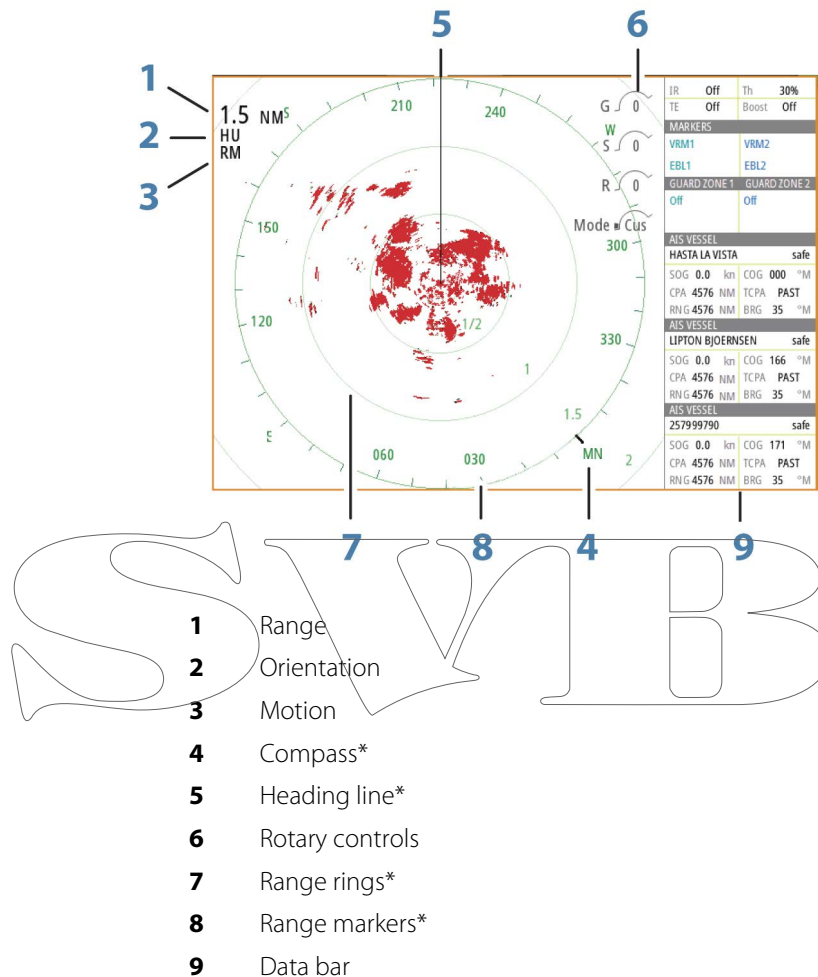 5 6
1
2
3
1.5 NM
HU
RM
S
210
240
W
300
330
MN
030
060
E
120
150
1/2
1
1.5
2
G 0
S 0
R 0
Mode Cus
IR Off Th 30%
TE Off Boost Off
MARKERS
VRM1 VRM2
EBL1 EBL2
GUARD ZONE 1 GUARD ZONE 2
Off Off
AIS VESSEL
HASTA LA VISTA safe
SOG 0.0 kn COG 000 °M
CPA 4576 NM TCPA PAST
RNG 4576 NM BRG 35 °M
AIS VESSEL
LIPTON BJOERNSEN safe
SOG 0.0 kn COG 166 °M
CPA 4576 NM TCPA PAST
RNG 4576 NM BRG 35 °M
AIS VESSEL
257999790 safe
SOG 0.0 kn COG 171 °M
CPA 4576 NM TCPA PAST
RNG 4576 NM BRG 35 °M
7 8 4 9
SVB
1 Range
2 Orientation
3 Motion
4 Compass*
5 Heading line*
6 Rotary controls
7 Range rings*
8 Range markers*
9 Data bar